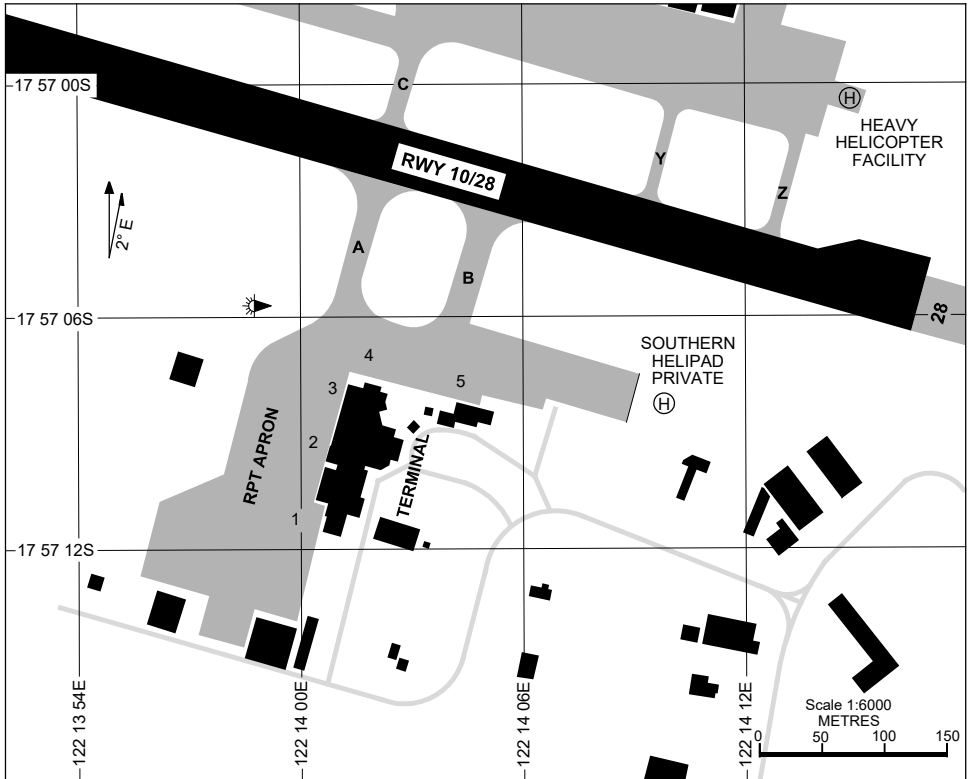 C
17 57 00S
H
HEAVY
HELICOPTER
FACILITY
RWY 10/28
Y
Z
2° E
A
B
28
17 57 06S
SOUTHERN
HELIPAD
PRIVATE
H
4
3
5
2
RPT APRON
TERMINAL
1
17 57 12S
122 13 54E
122 14 00E
122 14 06E
122 14 12E
Scale 1:6000
METRES
0 50 100 150